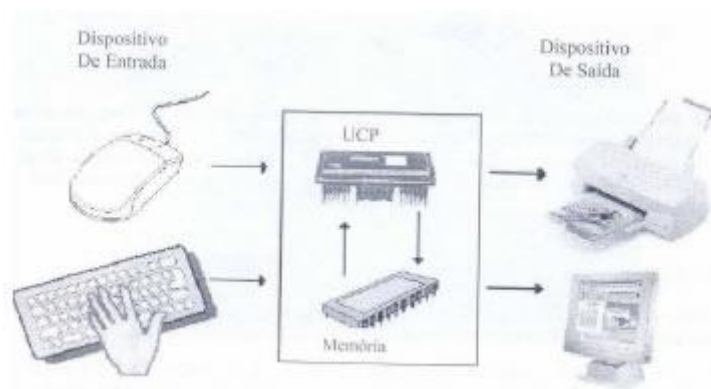 Dispositivo
De Entrada
Dispositivo
De Saída
UCP
Memória